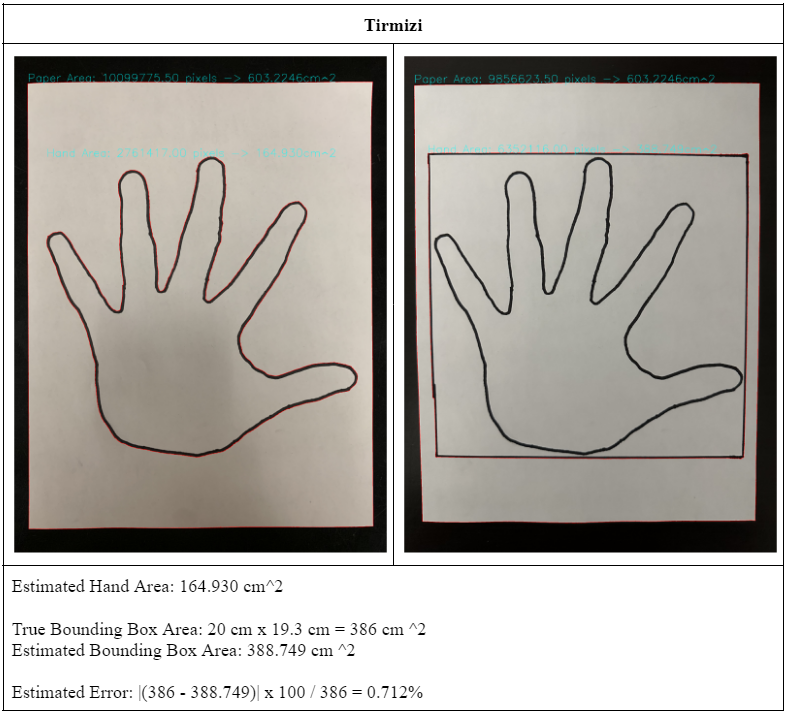 Tirmizi
Paper Area: 10099775.50 pixels -> 603.2246cm^2
Paper Area: 9856623.50 pixels -> 603.2246cm^2
Hand Area: pixels -> 164.930cm^2
Hand Area: pixels
Estimated Hand Area: 164.930 cm^2
True Bounding Box Area: 20 cm x 19.3 cm = 386 cm ^2
Estimated Bounding Box Area: 388.749 cm ^2
Estimated Error: |(386 - 388.749)| x 100 / 386 = 0.712%